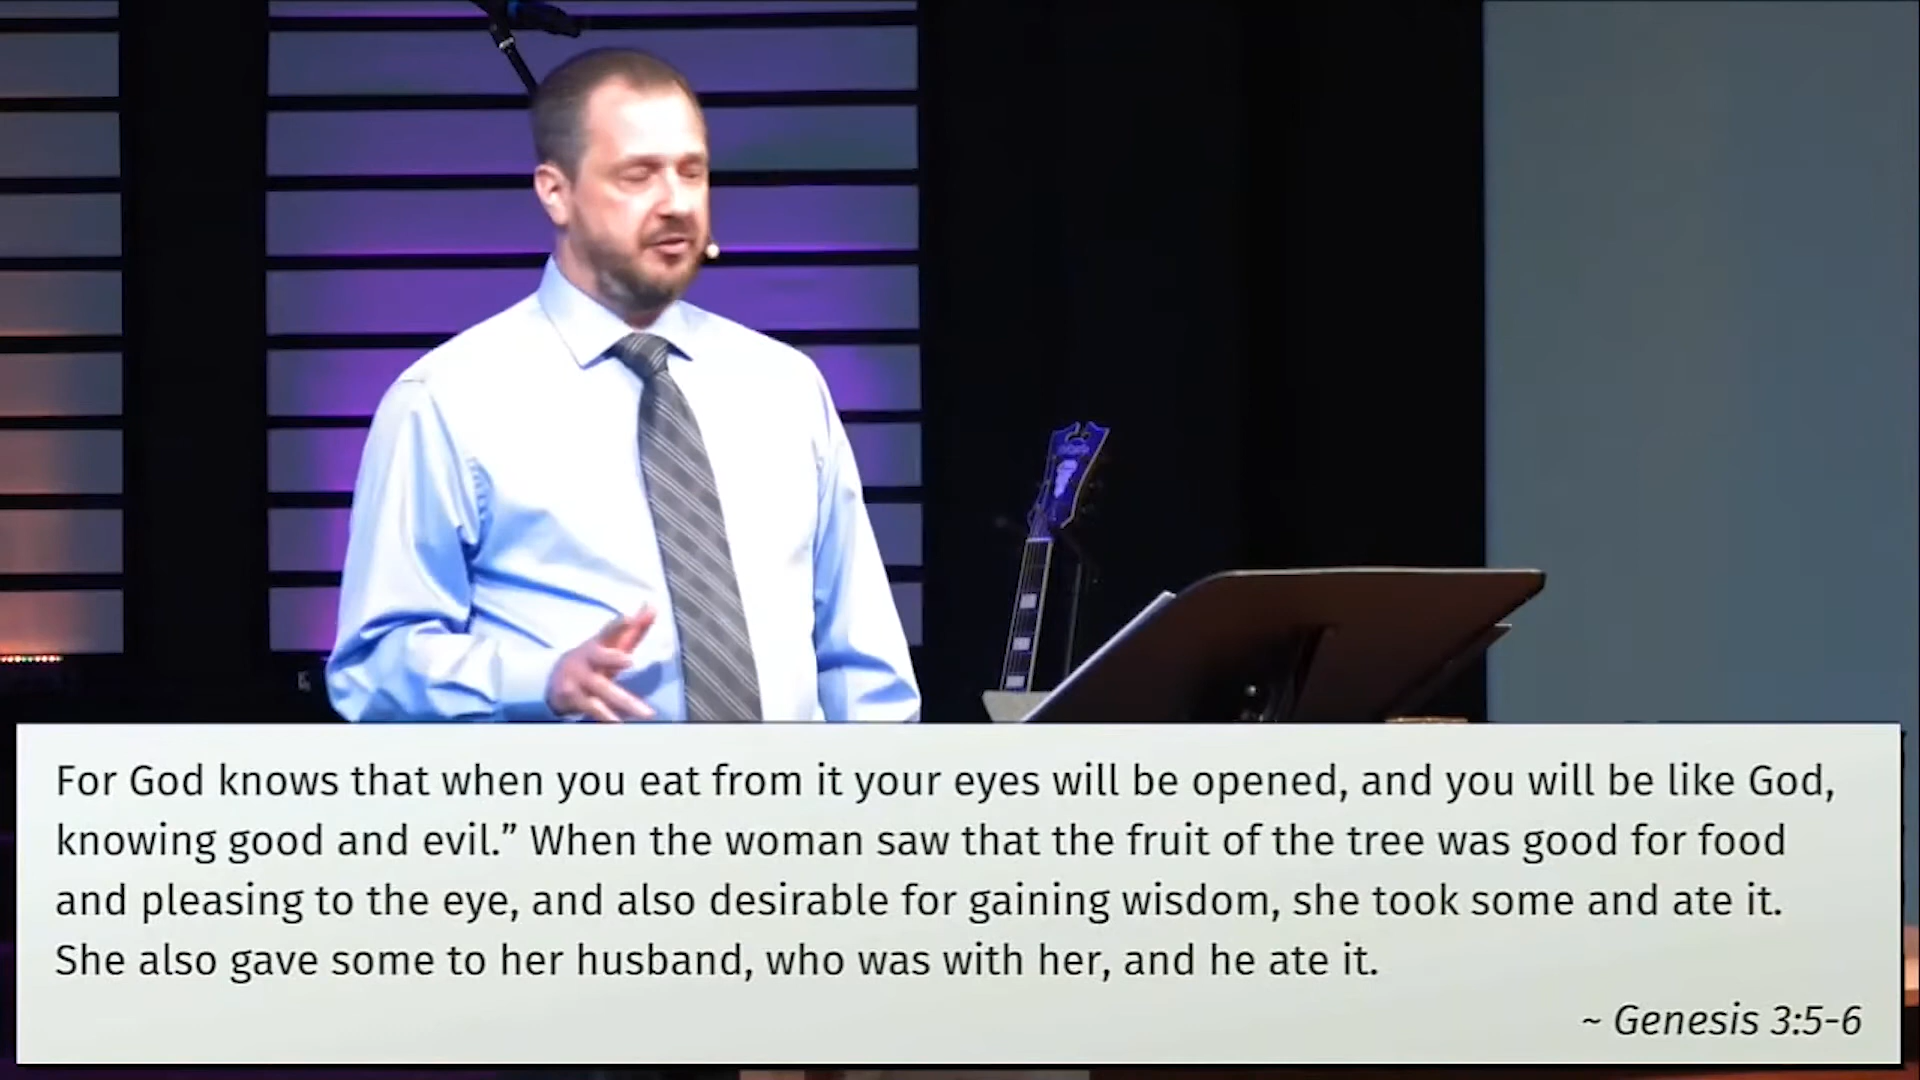 For God knows that when you eat from it your eyes will be opened, and you will be like God,
knowing good and evil.” When the woman saw that the fruit of the tree was good for food
and pleasing to the eye, and also desirable for gaining wisdom, she took some and ate it.
She also gave some to her husband, who was with her, and he ate it.
~ Genesis 3:5-6